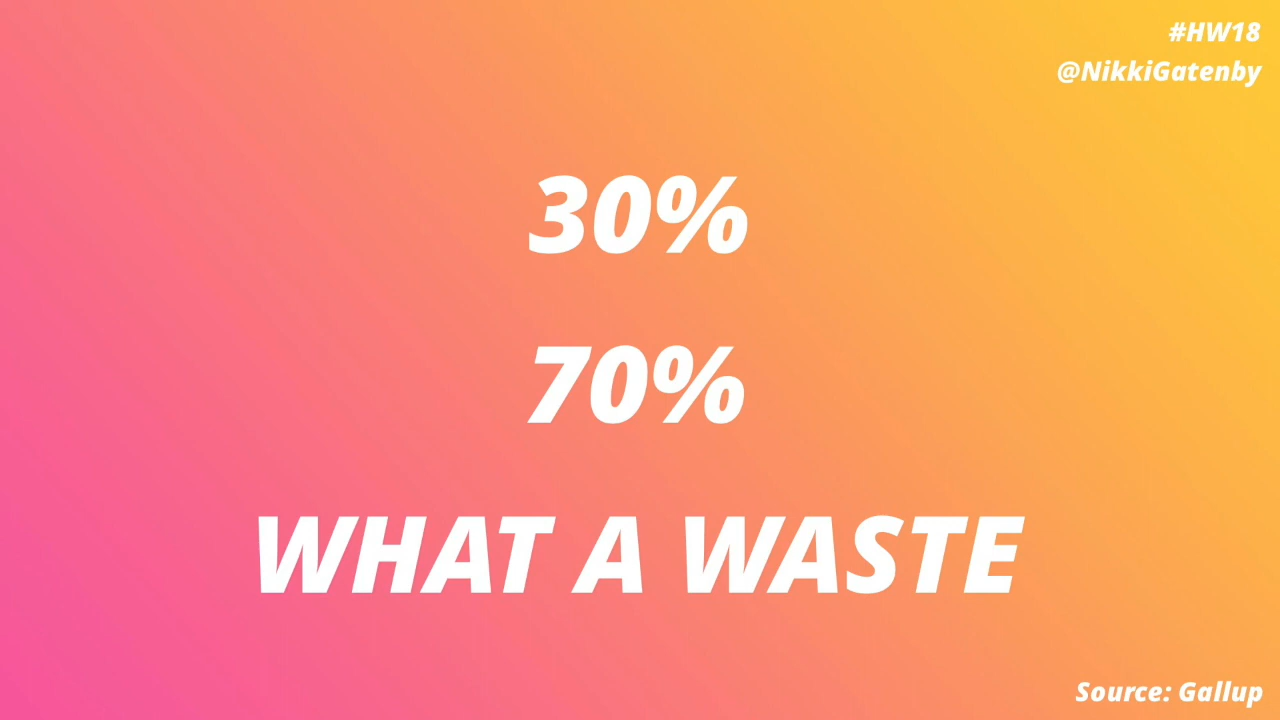 #HW18
@NikkiGatenby
30%
70%
WHAT A WASTE
Source: Gallup